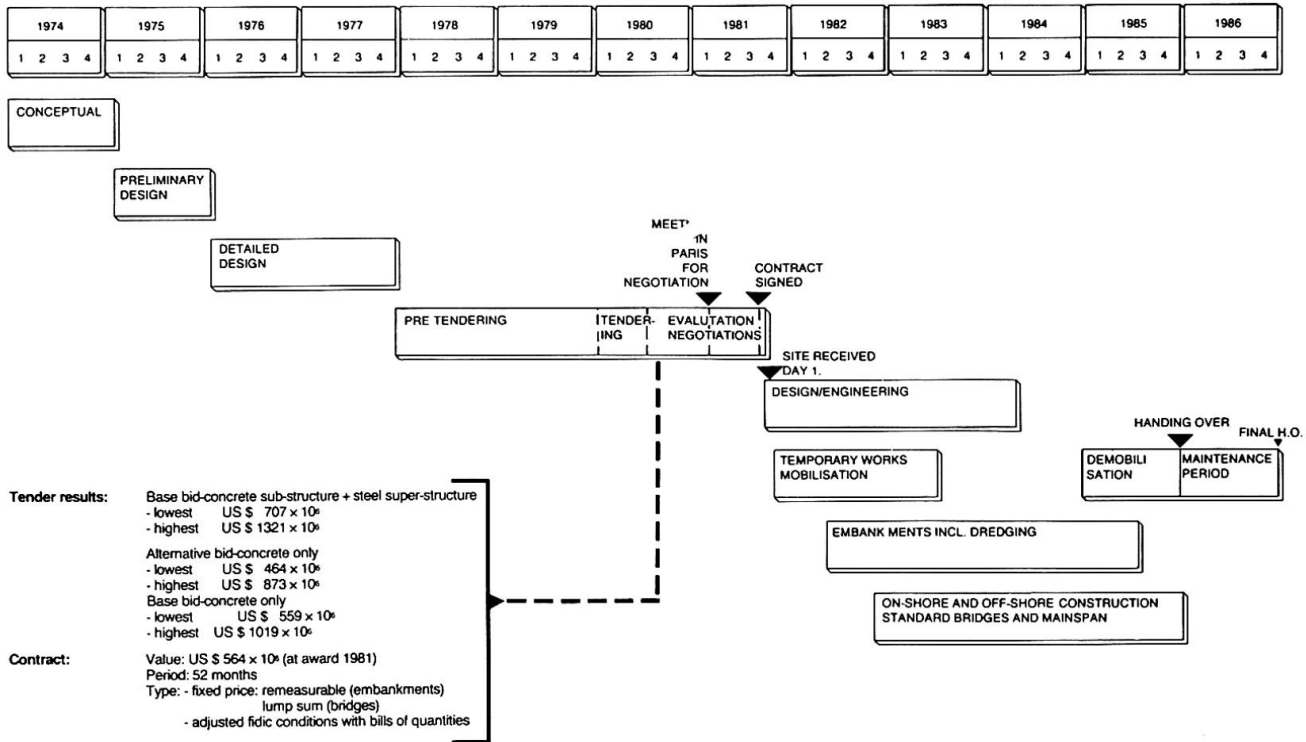 1974 1975 1976 1977 1978 1979 1980 1981 1982 1983 1984 1985 1986
1 2 3 4 1 2 3 4 1 2 3 4 1 2 3 4 1 2 3 4 1 2 3 4 1 2 3 4 1 2 3 4 1 2 3 4 1 2 3 4 1 2 3 4 1 2 3 4 1 2 3 4
CONCEPTUAL
PRELIMINARY
DESIGN
DETAILED
DESIGN
MEET
IN
PARIS
FOR
NEGOTIATION
CONTRACT
SIGNED
PRE TENDERING
TENDER-
ING
EVALUTATION
NEGOTIATIONS
SITE RECEIVED
DAY 1.
DESIGN/ENGINEERING
HANDING OVER
FINAL H.O.
TEMPORARY WORKS
MOBILISATION
DEMOBILI
SATION
MAINTENANCE
PERIOD
EMBANK MENTS INCL. DREDGING
ON-SHORE AND OFF-SHORE CONSTRUCTION
STANDARD BRIDGES AND MAINSPAN
Tender results: Base bid-concrete sub-structure + steel super-structure
- lowest US $ 707 × 10⁶
- highest US $ 1321 × 10⁶
Alternative bid-concrete only
- lowest US $ 464 × 10⁶
- highest US $ 873 × 10⁶
Base bid-concrete only
- lowest US $ 559 × 10⁶
- highest US $ 1019 × 10⁶
Contract: Value: US $ 564 × 10⁶ (at award 1981)
Period: 52 months
Type: - fixed price: remeasurable (embankments)
lump sum (bridges)
- adjusted fidic conditions with bills of quantities